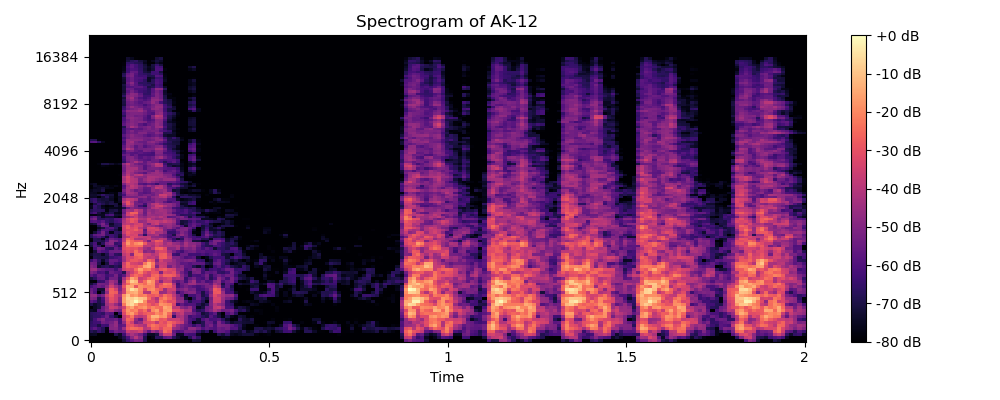 Spectrogram of AK-12
16384
8192
4096
2048
1024
512
0
Hz
0
0.5
1
1.5
2
Time
+0 dB
-10 dB
-20 dB
-30 dB
-40 dB
-50 dB
-60 dB
-70 dB
-80 dB